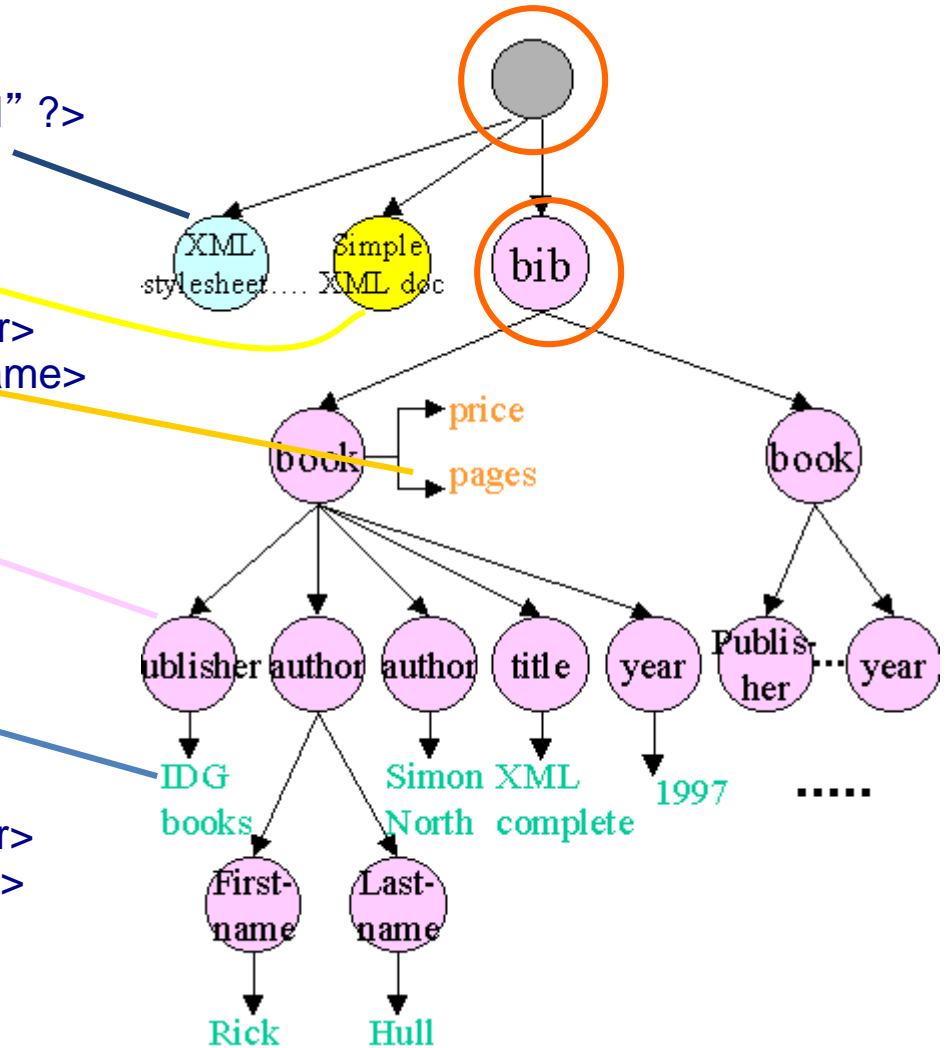 ” ?>
XML
stylesheet....
Simple
XML doc
bib
r>
ame>
book
price
pages
book
ublisher
author
author
title
year
Publis-
her
...
year
IDG
books
Simon
North
XML
complete
1997
.....
r>
>
First-
name
Last-
name
Rick
Hull